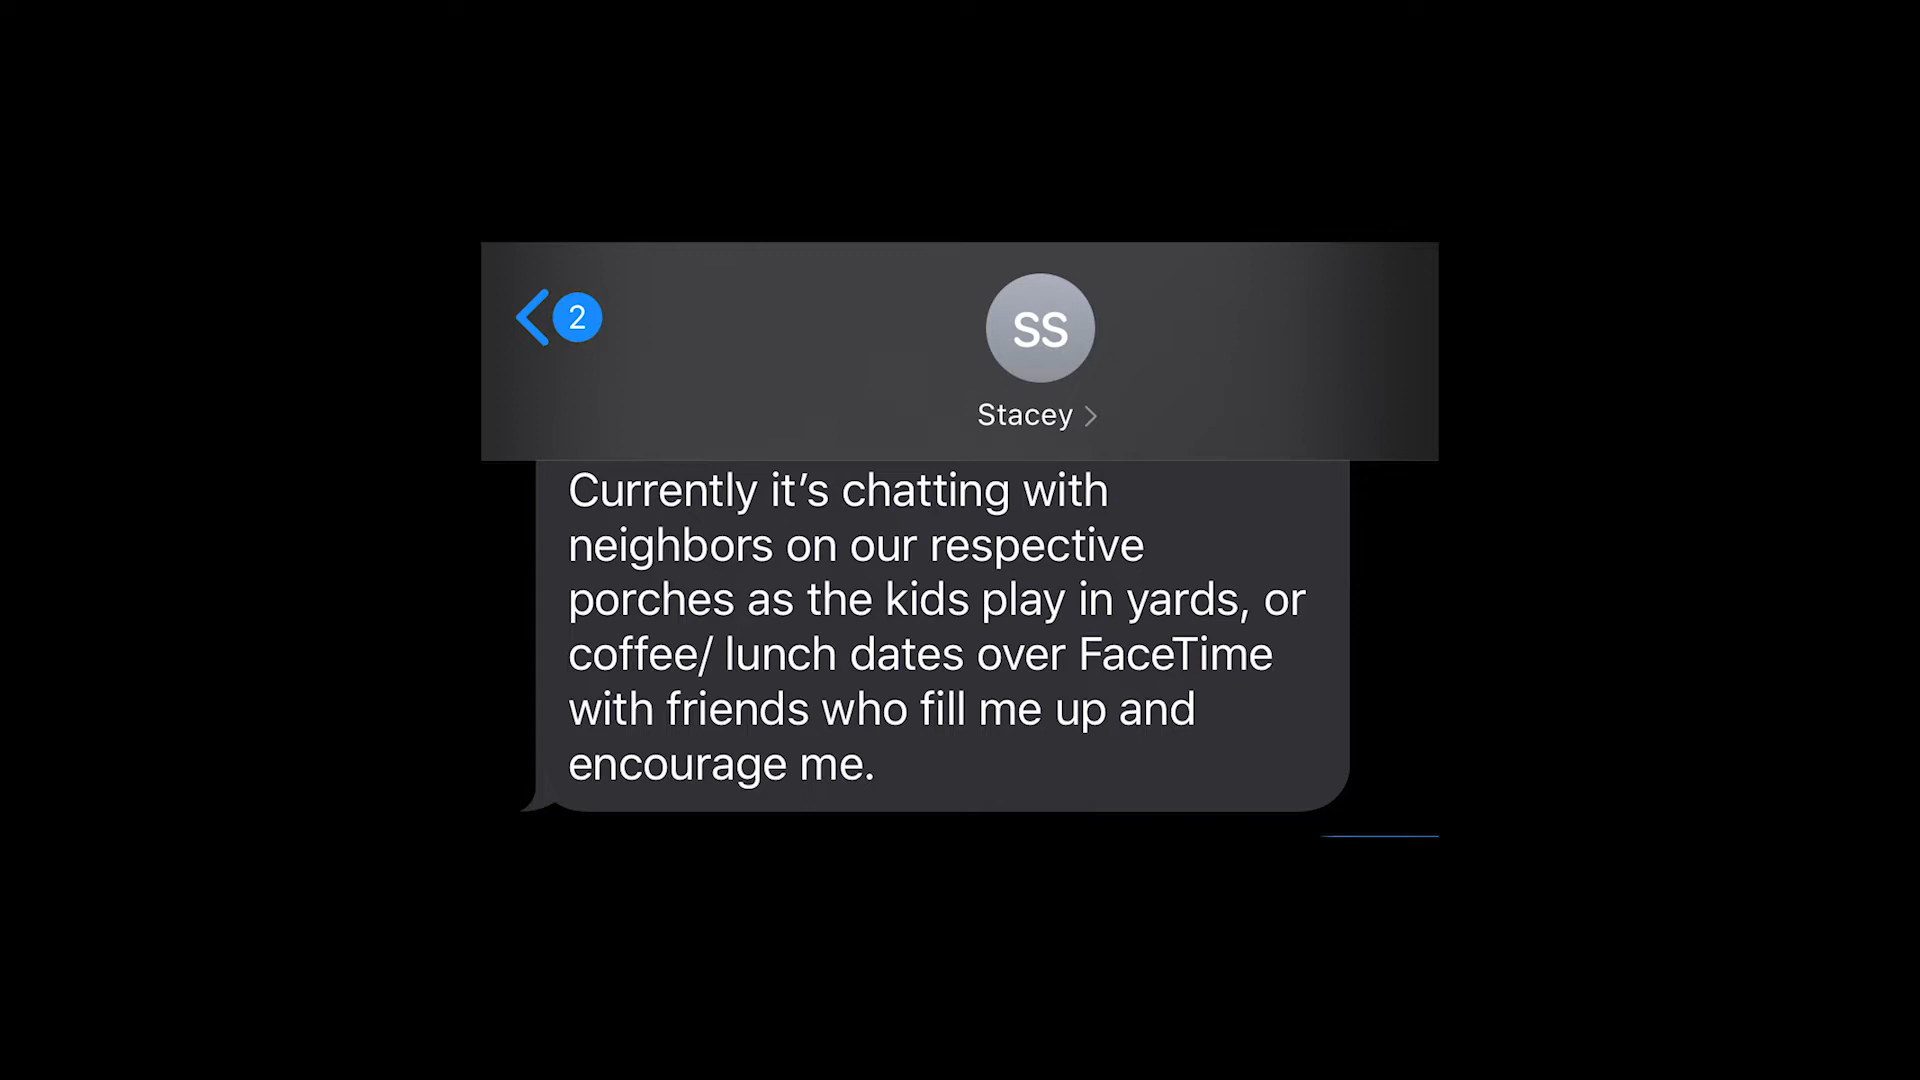 2
SS
Stacey
Currently it’s chatting with
neighbors on our respective
porches as the kids play in yards, or
coffee/ lunch dates over FaceTime
with friends who fill me up and
encourage me.